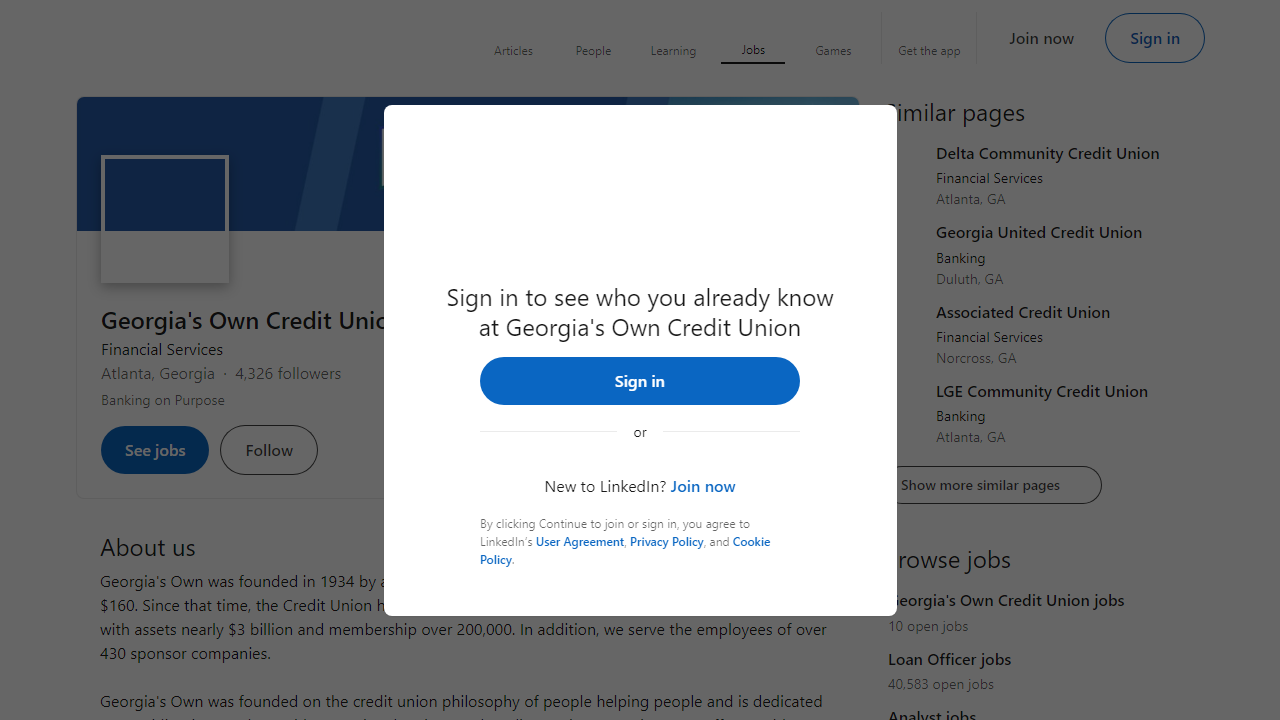 Articles
People
Learning
Jobs
Games
Get the app
Join now
Sign in
Georgia's Own Credit
Financial Services
Atlanta, Georgia · 4,326 followers
Banking on Purpose
See jobs
Follow
About us
Georgia's Own was founded in 1934 by
$160. Since that time, the Credit Union
with assets nearly $3 billion and membership over 200,000. In addition, we serve the employees of over
430 sponsor companies.
Georgia's Own was founded on the credit union philosophy of people helping people and is dedicated
Sign in to see who you already know
at Georgia's Own Credit Union
Sign in
or
New to LinkedIn? Join now
By clicking Continue to join or sign in, you agree to
LinkedIn's User Agreement, Privacy Policy, and Cookie
Policy.
Similar pages
Delta Community Credit Union
Financial Services
Atlanta, GA
Georgia United Credit Union
Banking
Duluth, GA
Associated Credit Union
Financial Services
Norcross, GA
LGE Community Credit Union
Banking
Atlanta, GA
Show more similar pages
Browse jobs
Georgia's Own Credit Union jobs
10 open jobs
Loan Officer jobs
40,583 open jobs
Analyst jobs